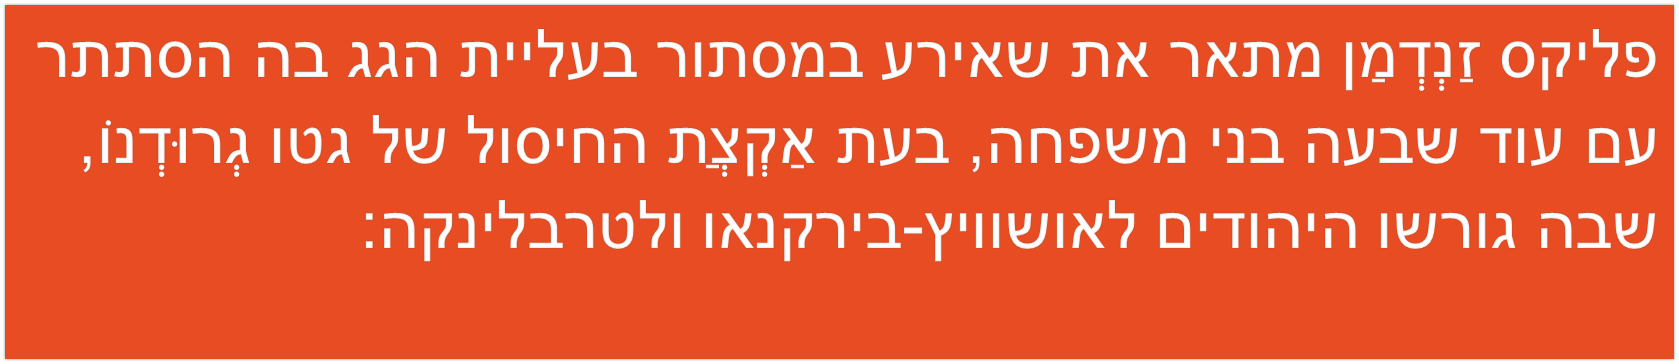 פליקס זַנְדְמַן מתאר את שאירע במסתור בעליית הגג בה הסתתר
עם עוד שבעה בני משפחה, בעת אַקְצְַת החיסול של גטו גְרוּדְנוֹ,
שבה גורשו היהודים לאושוויץ-בירקנאו ולטרבלינקה: